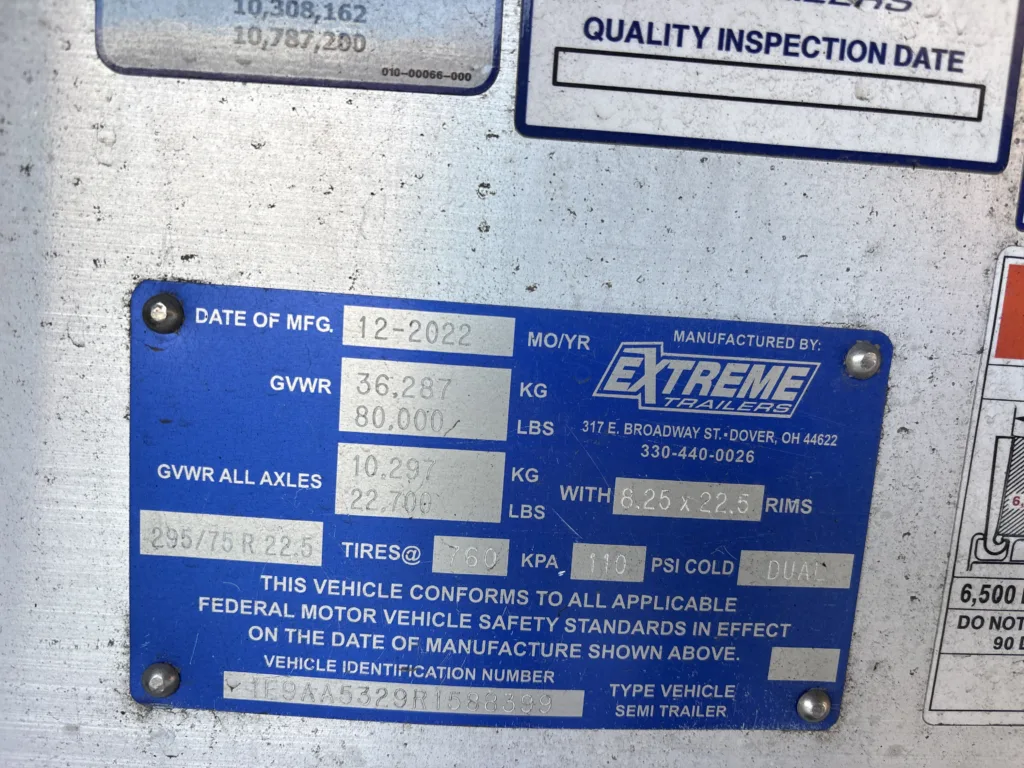 10,308,162
10,787,200
010-00066-000
QUALITY INSPECTION DATE
DATE OF MFG. 12-2022 MO/YR
GVWR 36,287 KG
80,000 LBS
GVWR ALL AXLES 10,297 KG
22,700 LBS
MANUFACTURED BY:
EXTREME
TRAILERS
317 E. BROADWAY ST.•DOVER, OH 44622
330-440-0026
WITH 8.25 x 22.5 RIMS
295/75 R 22.5 TIRES@ 760 KPA 110 PSI COLD DUAL
THIS VEHICLE CONFORMS TO ALL APPLICABLE
FEDERAL MOTOR VEHICLE SAFETY STANDARDS IN EFFECT
ON THE DATE OF MANUFACTURE SHOWN ABOVE.
VEHICLE IDENTIFICATION NUMBER
TYPE VEHICLE
SEMI TRAILER
6,500
DO NOT
90